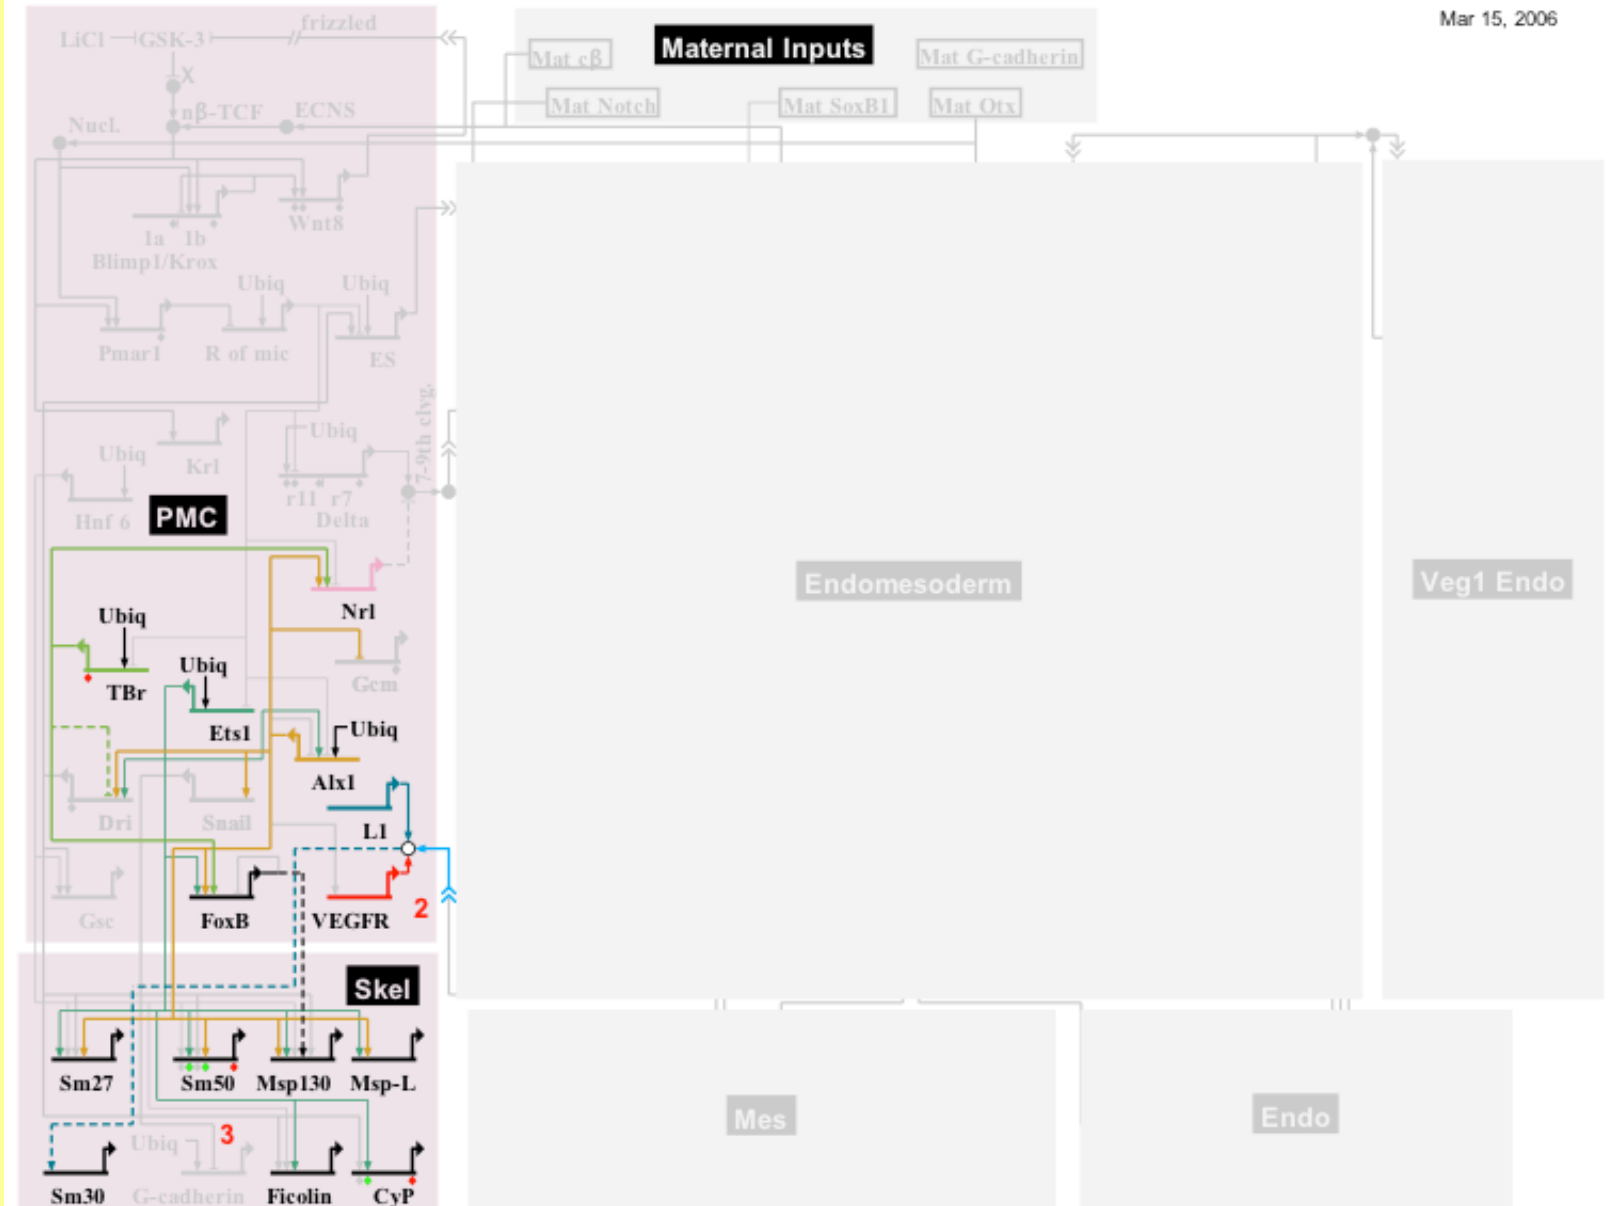 Mar 15, 2006
LiCl GSK-3 frizzled
Maternal Inputs
Mat cβ Mat G-cadherin
X
Mat Notch Mat SoxB1 Mat Otx
nβ-TCF ECNS
Nucl.
Wnt8
1a 1b
Blimp1/Krox
Ubiq Ubiq
Pmar1 R of mic ES
7-9th clvg.
Ubiq
Ubiq Krl
r11 r7
Hnf 6 PMC Delta
Endomesoderm Veg1 Endo
Nrl
Ubiq
Ubiq
TBr Gcm
Ets1 Ubiq
Alx1
Dri Snail L1
2
Gsc FoxB VEGFR
Skel
Sm27 Sm50 Msp130 Msp-L
Mes Endo
Ubiq 3
Sm30 G-cadherin Ficolin CyP